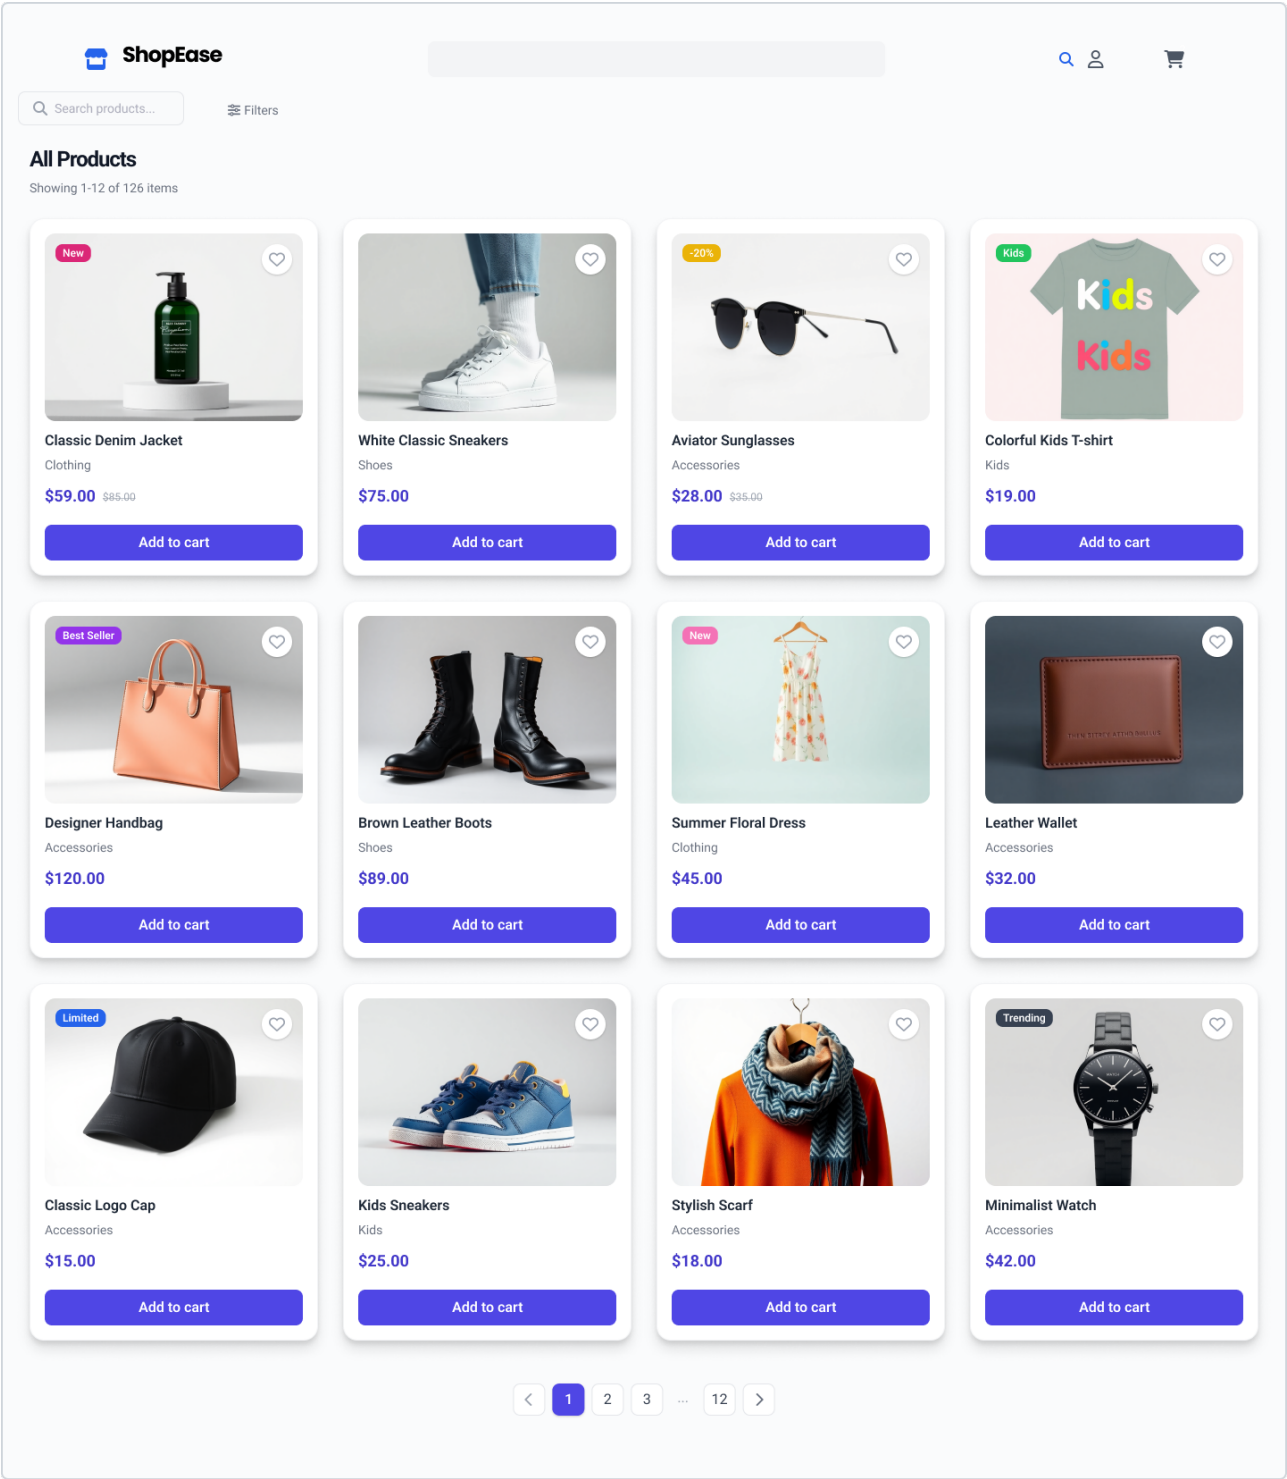 ShopEase
Search products...
Filters
All Products
Showing 1-12 of 126 items
New
Classic Denim Jacket
Clothing
$59.00 $85.00
Add to cart
White Classic Sneakers
Shoes
$75.00
Add to cart
-20%
Aviator Sunglasses
Accessories
$28.00 $35.00
Add to cart
Kids
Kids
Kids
Colorful Kids T-shirt
Kids
$19.00
Add to cart
Best Seller
Designer Handbag
Accessories
$120.00
Add to cart
Brown Leather Boots
Shoes
$89.00
Add to cart
New
Summer Floral Dress
Clothing
$45.00
Add to cart
Leather Wallet
Accessories
$32.00
Add to cart
Limited
Classic Logo Cap
Accessories
$15.00
Add to cart
Kids Sneakers
Kids
$25.00
Add to cart
Stylish Scarf
Accessories
$18.00
Add to cart
Trending
Minimalist Watch
Accessories
$42.00
Add to cart
1 2 3 ... 12